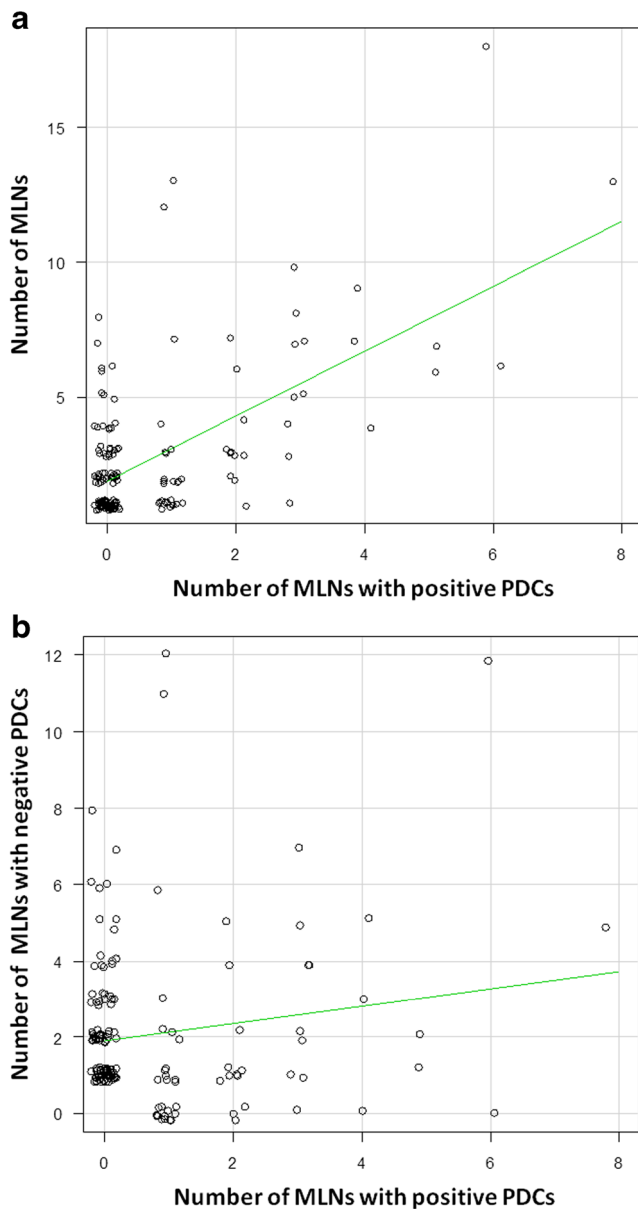 a
Number of MLNs
15
10
5
0 2 4 6 8
Number of MLNs with positive PDCs
b
Number of MLNs with negative PDCs
12
10
8
6
4
2
0
0 2 4 6 8
Number of MLNs with positive PDCs